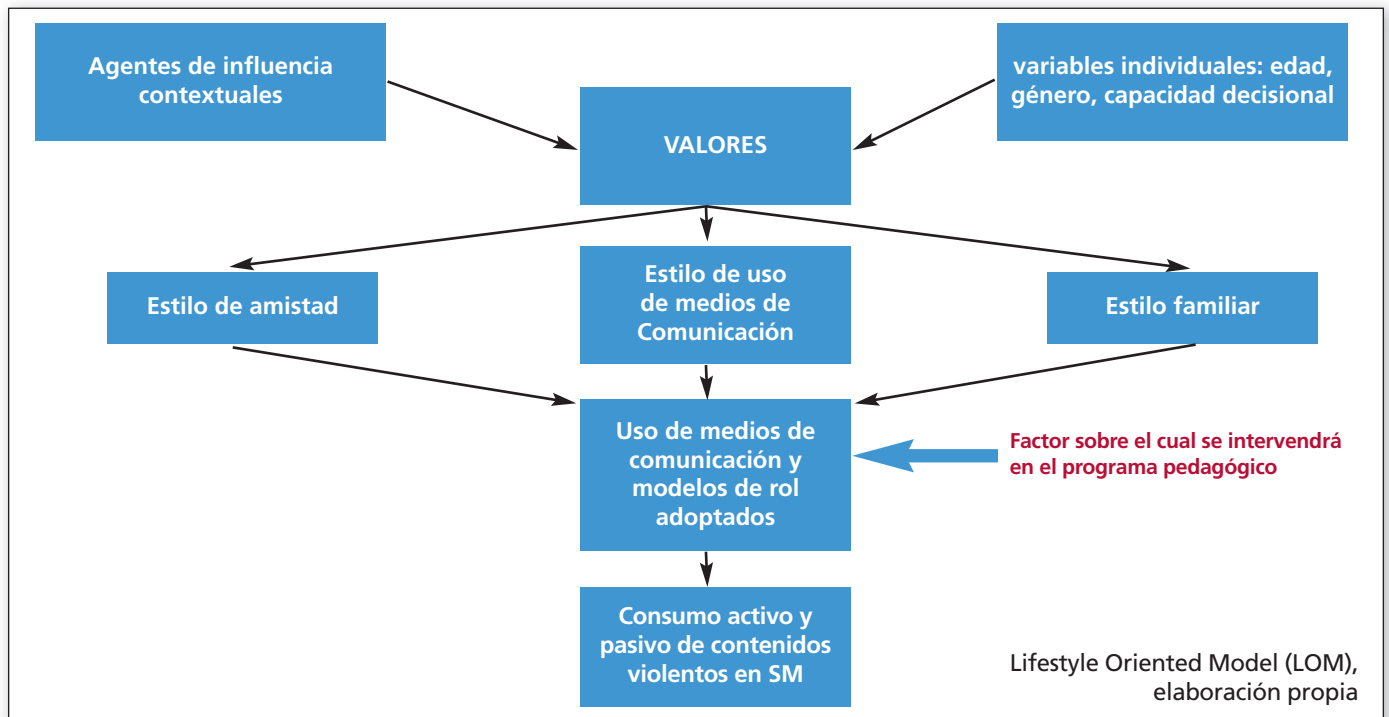 Agentes de influencia
contextuales
variables individuales: edad,
género, capacidad decisional
VALORES
Estilo de amistad
Estilo de uso
de medios de
Comunicación
Estilo familiar
Uso de medios de
comunicación y
modelos de rol
adoptados
Factor sobre el cual se intervendrá
en el programa pedagógico
Consumo activo y
pasivo de contenidos
violentos en SM
Lifestyle Oriented Model (LOM),
elaboración propia